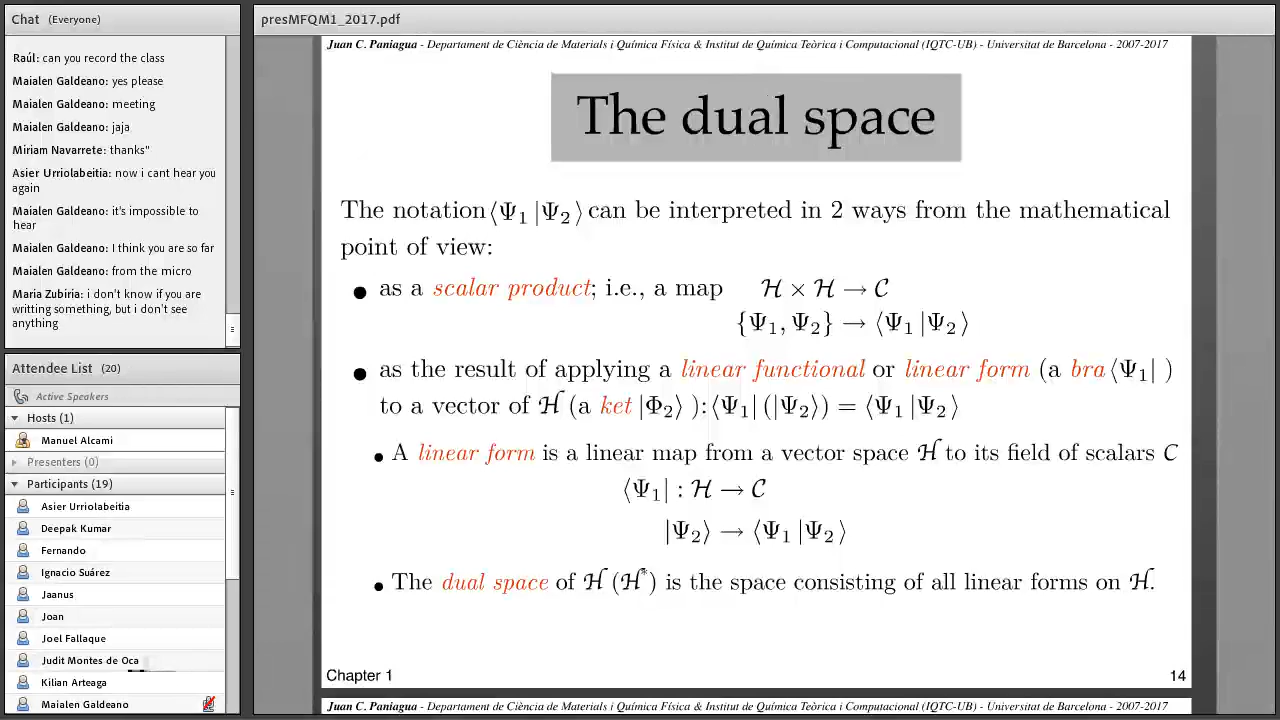 Chat (Everyone)
Raúl: can you record the class
Maialen Galdeano: yes please
Maialen Galdeano: meeting
Maialen Galdeano: jaja
Miriam Navarrete: thanks"
Asier Urriolabeitia: now i cant hear you
again
Maialen Galdeano: it's impossible to
hear
Maialen Galdeano: I think you are so far
Maialen Galdeano: from the micro
Maria Zubiria: i don't know if you are
writting something, but i don't see
anything
Attendee List (20)
Active Speakers
Hosts (1)
Manuel Alcami
Presenters (0)
Participants (19)
Asier Urriolabeitia
Deepak Kumar
Fernando
Ignacio Suárez
Jaanus
Joan
Joel Fallaque
Judit Montes de Oca
Kilian Arteaga
Maialen Galdeano
presMFQM1_2017.pdf
Juan C. Paniagua - Departament de Ciència de Materials i Química Física & Institut de Química Teòrica i Computacional (IQTC-UB) - Universitat de Barcelona - 2007-2017
The dual space
The notation ⟨Ψ₁|Ψ₂⟩ can be interpreted in 2 ways from the mathematical
point of view:
• as a scalar product; i.e., a map ℋ × ℋ → 𝒞
{Ψ₁, Ψ₂} → ⟨Ψ₁|Ψ₂⟩
• as the result of applying a linear functional or linear form (a bra ⟨Ψ₁| )
to a vector of ℋ (a ket |Φ₂⟩ ): ⟨Ψ₁| (|Ψ₂⟩) = ⟨Ψ₁|Ψ₂⟩
• A linear form is a linear map from a vector space ℋ to its field of scalars 𝒞
⟨Ψ₁| : ℋ → 𝒞
|Ψ₂⟩ → ⟨Ψ₁|Ψ₂⟩
• The dual space of ℋ (ℋ*) is the space consisting of all linear forms on ℋ.
Chapter 1
14
Juan C. Paniagua - Departament de Ciència de Materials i Química Física & Institut de Química Teòrica i Computacional (IQTC-UB) - Universitat de Barcelona - 2007-2017